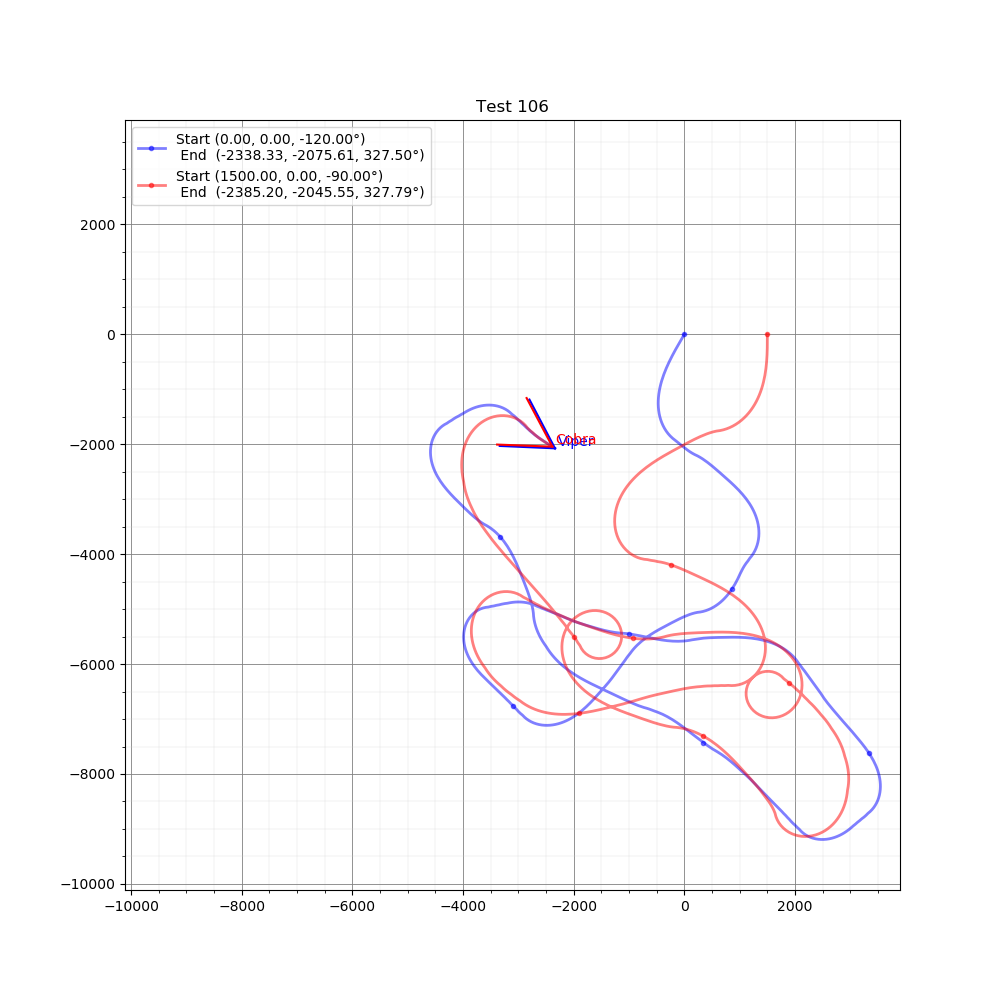 Test 106
Start (0.00, 0.00, -120.00°)
End (-2338.33, -2075.61, 327.50°)
Start (1500.00, 0.00, -90.00°)
End (-2385.20, -2045.55, 327.79°)
2000
0
−2000
−4000
−6000
−8000
−10000
Cobra
Viper
−10000 −8000 −6000 −4000 −2000 0 2000